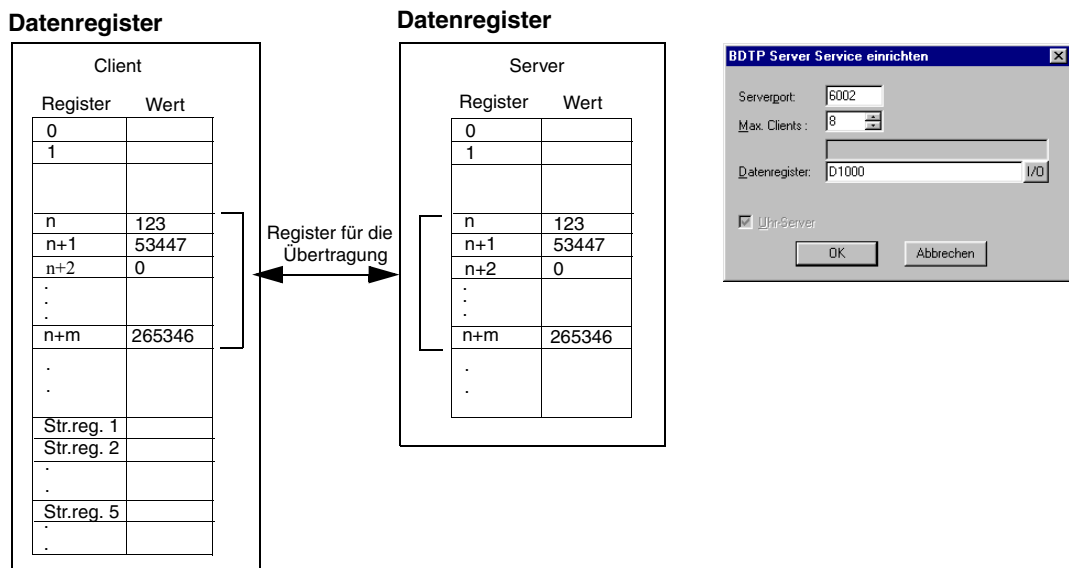 Datenregister
Client
Register Wert
0
1
n 123
n+1 53447
n+2 0
.
.
.
n+m 265346
.
.
Str.reg. 1
Str.reg. 2
.
.
Str.reg. 5
.
.
Register für die
Übertragung
Datenregister
Server
Register Wert
0
1
n 123
n+1 53447
n+2 0
.
.
.
n+m 265346
.
.
BDTP Server Service einrichten
Serverport: 6002
Max. Clients : 8
Datenregister: D1000 I/O
Uhr-Server
OK Abbrechen